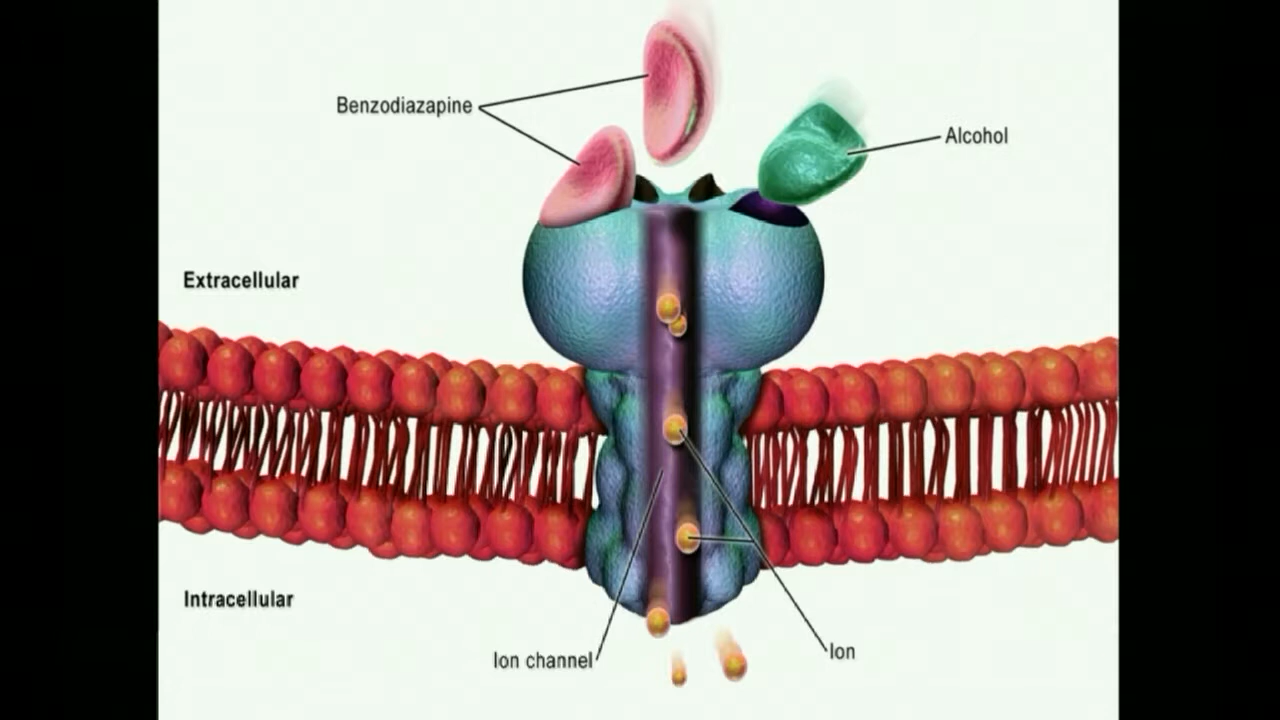 Benzodiazapine
Alcohol
Extracellular
Intracellular
Ion channel
Ion